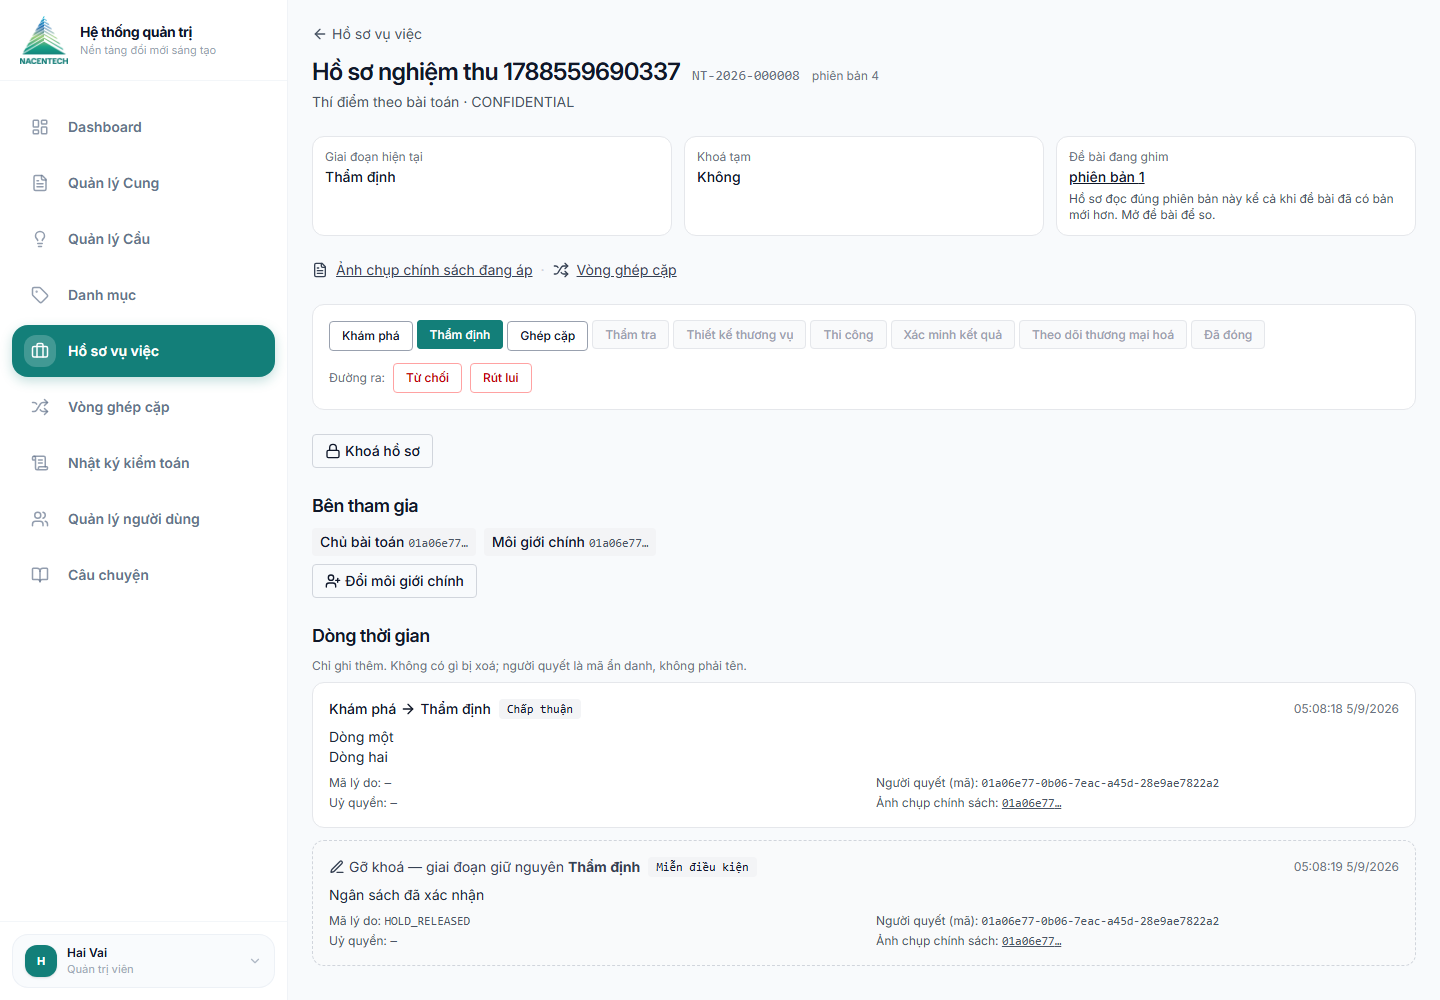 NACENTECH
Hệ thống quản trị
Nền tảng đổi mới sáng tạo
Dashboard
Quản lý Cung
Quản lý Cầu
Danh mục
Hồ sơ vụ việc
Vòng ghép cặp
Nhật ký kiểm toán
Quản lý người dùng
Câu chuyện
H
Hai Vai
Quản trị viên
Hồ sơ vụ việc
Hồ sơ nghiệm thu 1788559690337 NT-2026-000008 phiên bản 4
Thí điểm theo bài toán · CONFIDENTIAL
Giai đoạn hiện tại
Thẩm định
Khoá tạm
Không
Đề bài đang ghim
phiên bản 1
Hồ sơ đọc đúng phiên bản này kể cả khi đề bài đã có bản
mới hơn. Mở đề bài để so.
Ảnh chụp chính sách đang áp · Vòng ghép cặp
Khám phá Thẩm định Ghép cặp Thẩm tra Thiết kế thương vụ Thi công Xác minh kết quả Theo dõi thương mại hoá Đã đóng
Đường ra: Từ chối Rút lui
Khoá hồ sơ
Bên tham gia
Chủ bài toán 01a06e77… Môi giới chính 01a06e77…
Đổi môi giới chính
Dòng thời gian
Chỉ ghi thêm. Không có gì bị xoá; người quyết là mã ẩn danh, không phải tên.
Khám phá → Thẩm định Chấp thuận 05:08:18 5/9/2026
Dòng một
Dòng hai
Mã lý do: – Người quyết (mã): 01a06e77-0b06-7eac-a45d-28e9ae7822a2
Uỷ quyền: – Ảnh chụp chính sách: 01a06e77…
Gỡ khoá — giai đoạn giữ nguyên Thẩm định Miễn điều kiện 05:08:19 5/9/2026
Ngân sách đã xác nhận
Mã lý do: HOLD_RELEASED Người quyết (mã): 01a06e77-0b06-7eac-a45d-28e9ae7822a2
Uỷ quyền: – Ảnh chụp chính sách: 01a06e77…